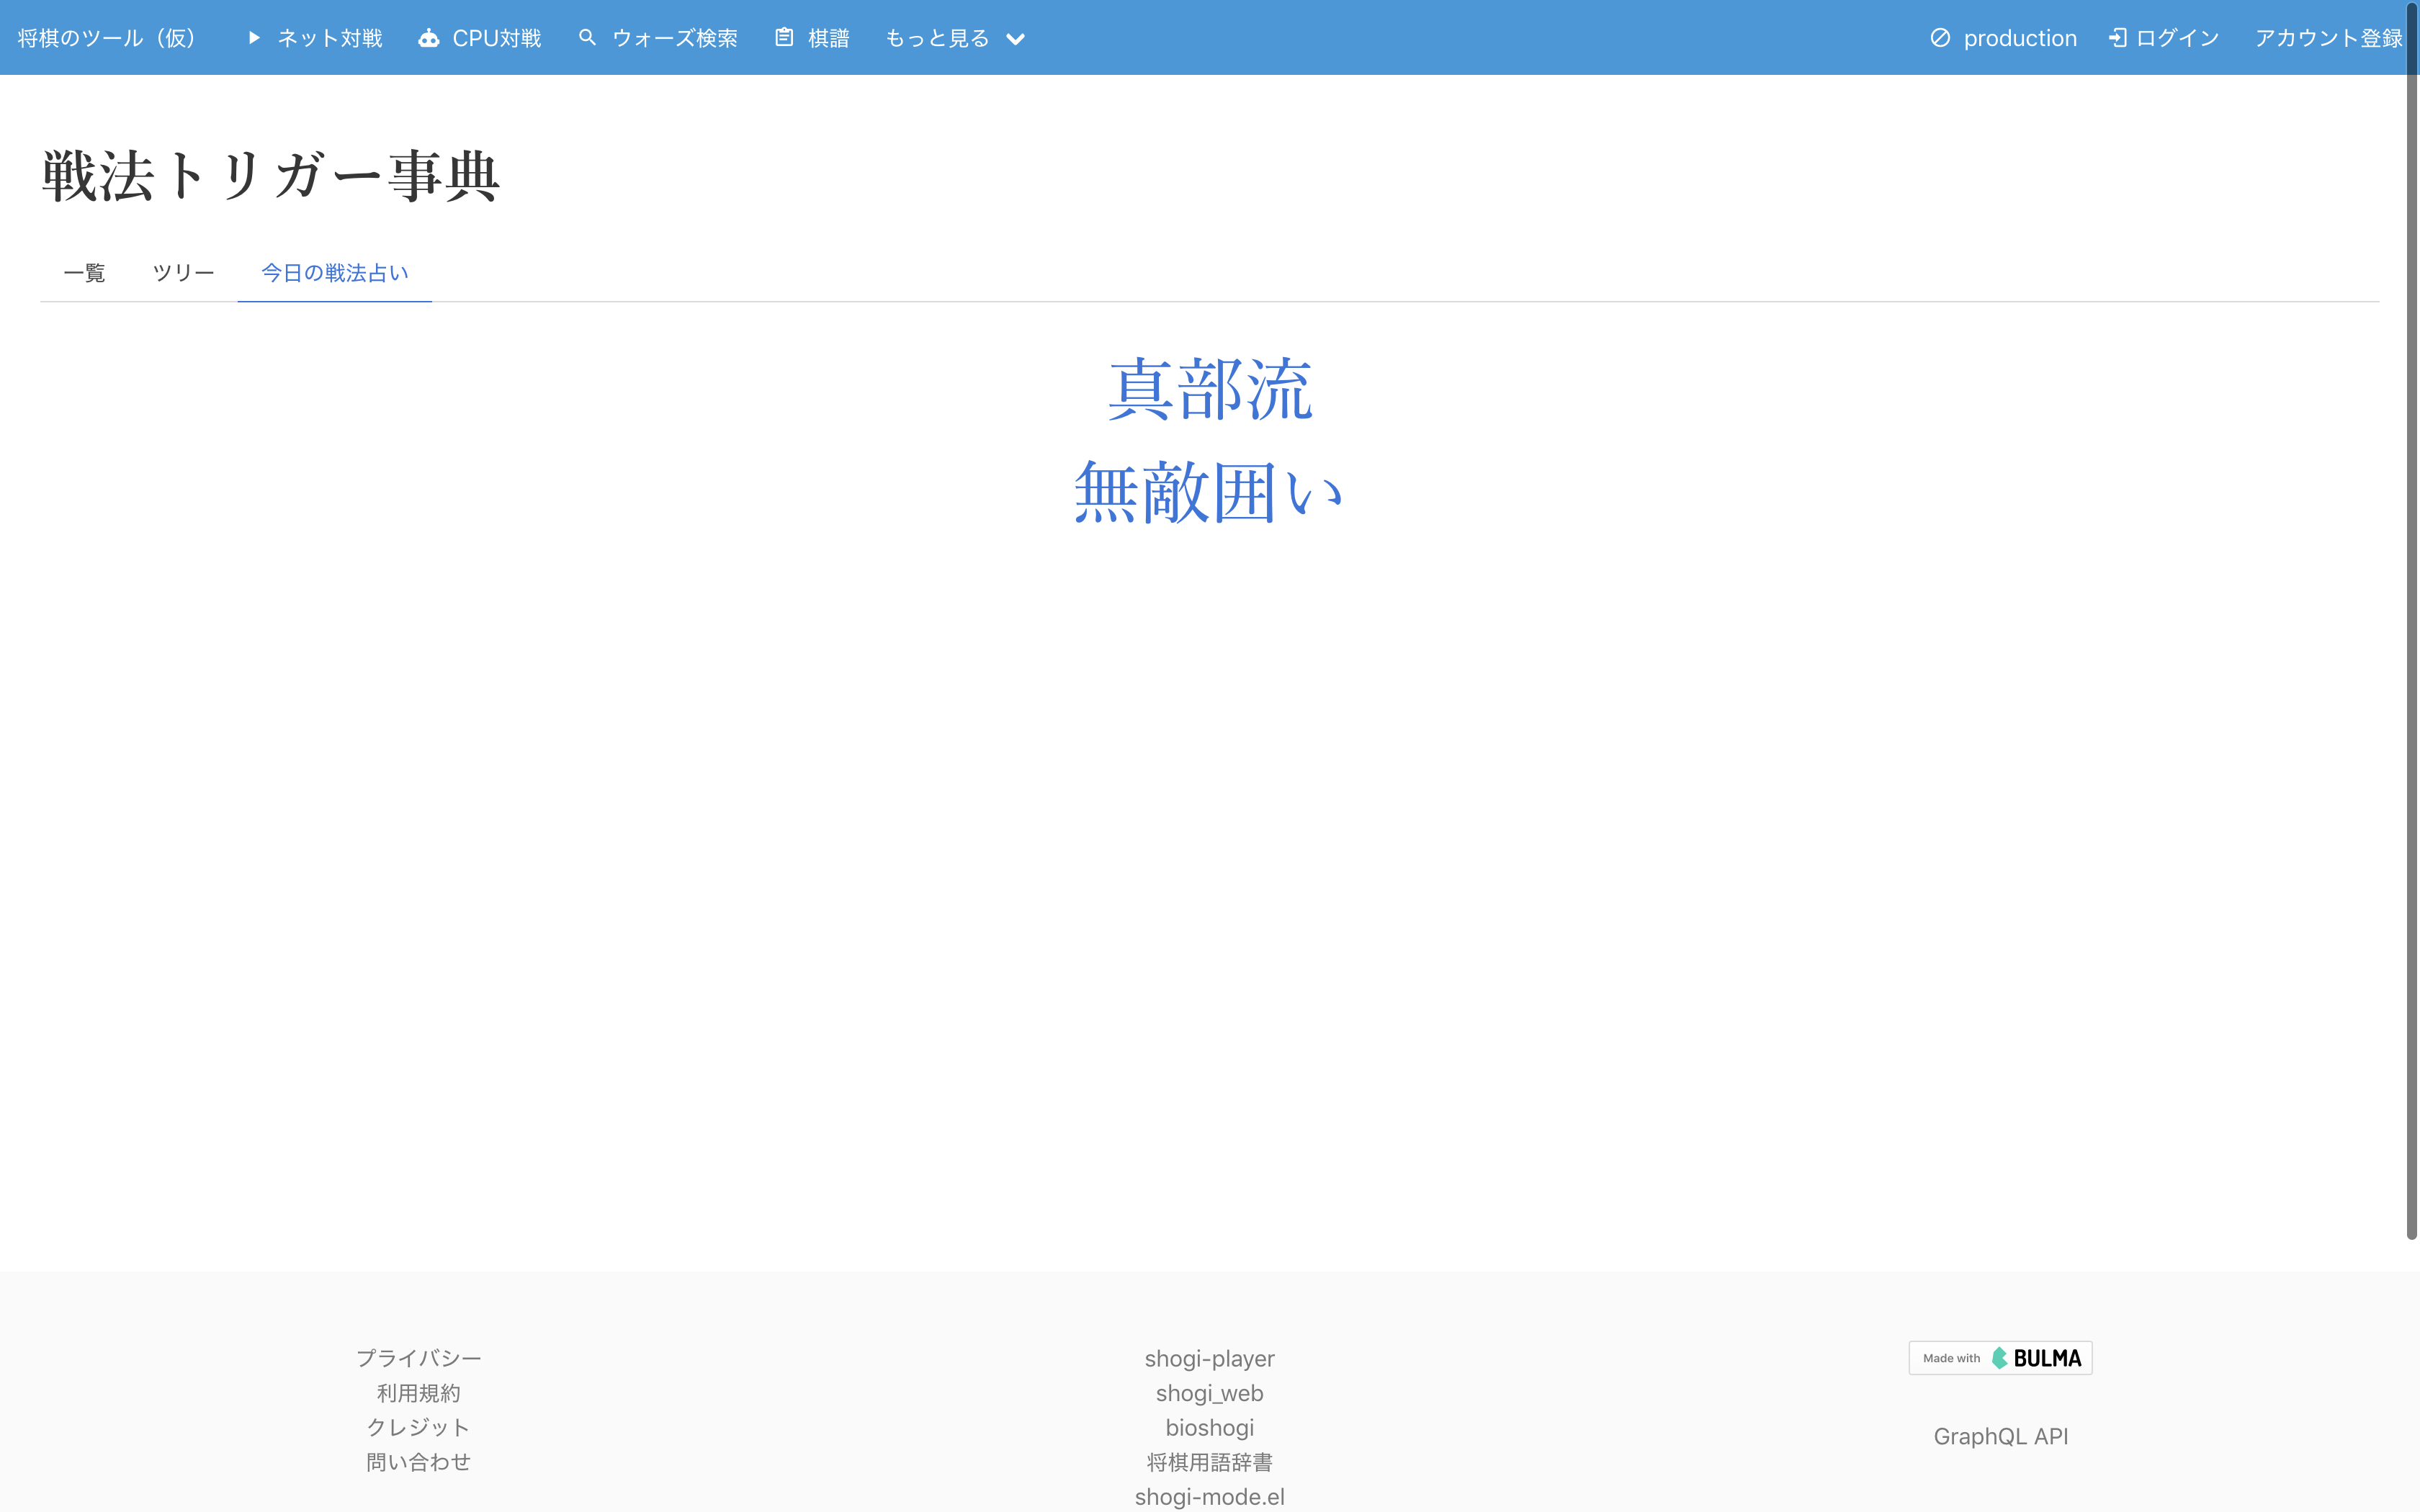 将棋のツール（仮） ネット対戦 CPU対戦 ウォーズ検索 棋譜 もっと見る production ログイン アカウント登録
戦法トリガー事典
一覧 ツリー 今日の戦法占い
真部流
無敵囲い
プライバシー
利用規約
クレジット
問い合わせ
shogi-player
shogi_web
bioshogi
将棋用語辞書
shogi-mode.el
Made with BULMA
GraphQL API